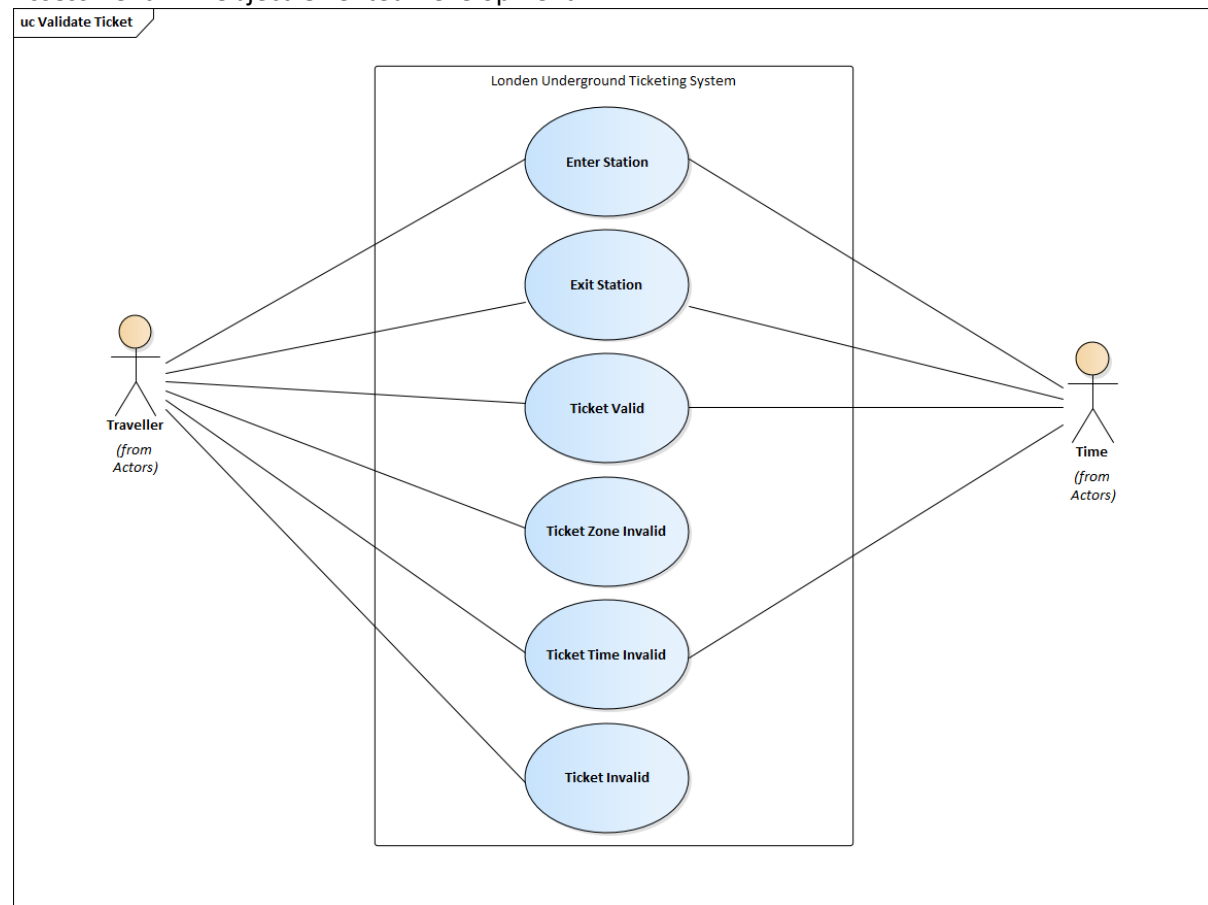 uc Validate Ticket
Londen Underground Ticketing System
Enter Station
Exit Station
Ticket Valid
Ticket Zone Invalid
Ticket Time Invalid
Ticket Invalid
Traveller
(from
Actors)
Time
(from
Actors)